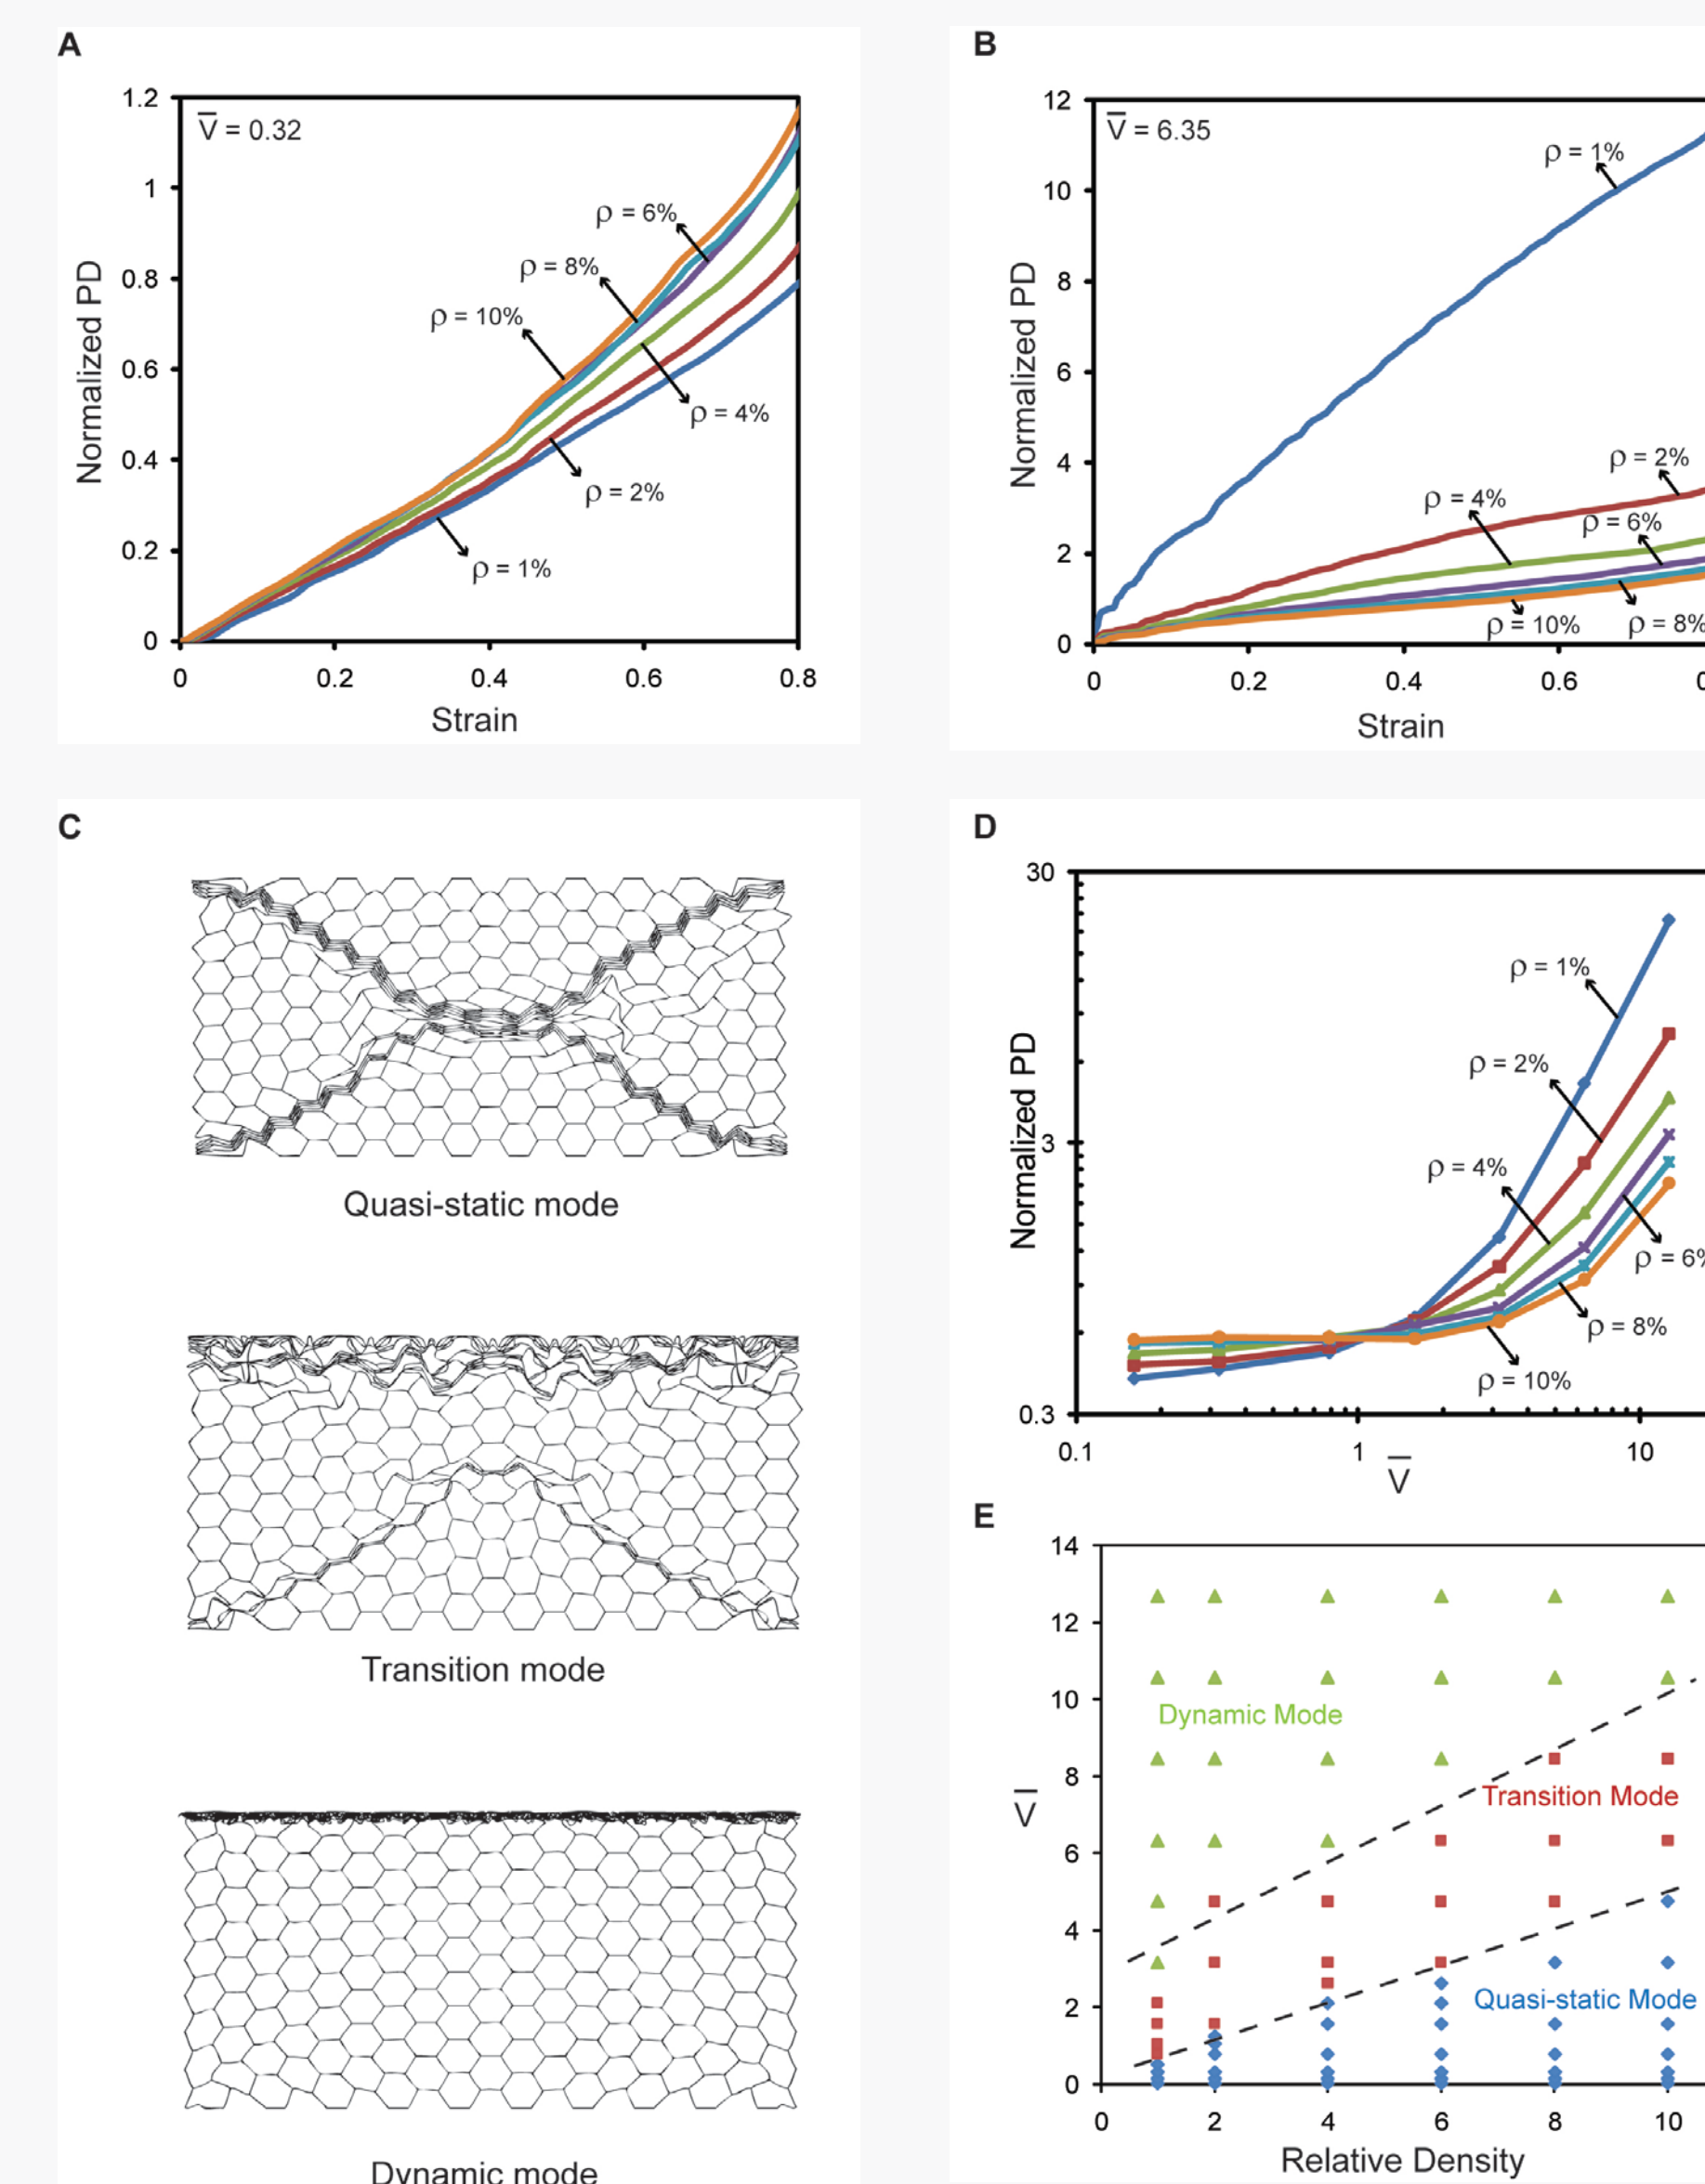 A
V̅ = 0.32
1.2
1
0.8
0.6
0.4
0.2
0
Normalized PD
ρ = 6%
ρ = 8%
ρ = 10%
ρ = 4%
ρ = 2%
ρ = 1%
0 0.2 0.4 0.6 0.8
Strain
B
V̅ = 6.35
12
10
8
6
4
2
0
Normalized PD
ρ = 1%
ρ = 2%
ρ = 4%
ρ = 6%
ρ = 10% ρ = 8%
0 0.2 0.4 0.6
Strain
C
Quasi-static mode
Transition mode
Dynamic mode
D
30
3
0.3
Normalized PD
ρ = 1%
ρ = 2%
ρ = 4%
ρ = 6%
ρ = 8%
ρ = 10%
0.1 1 10
V̅
E
14
12
10
8
6
4
2
0
V̅
Dynamic Mode
Transition Mode
Quasi-static Mode
0 2 4 6 8 10
Relative Density